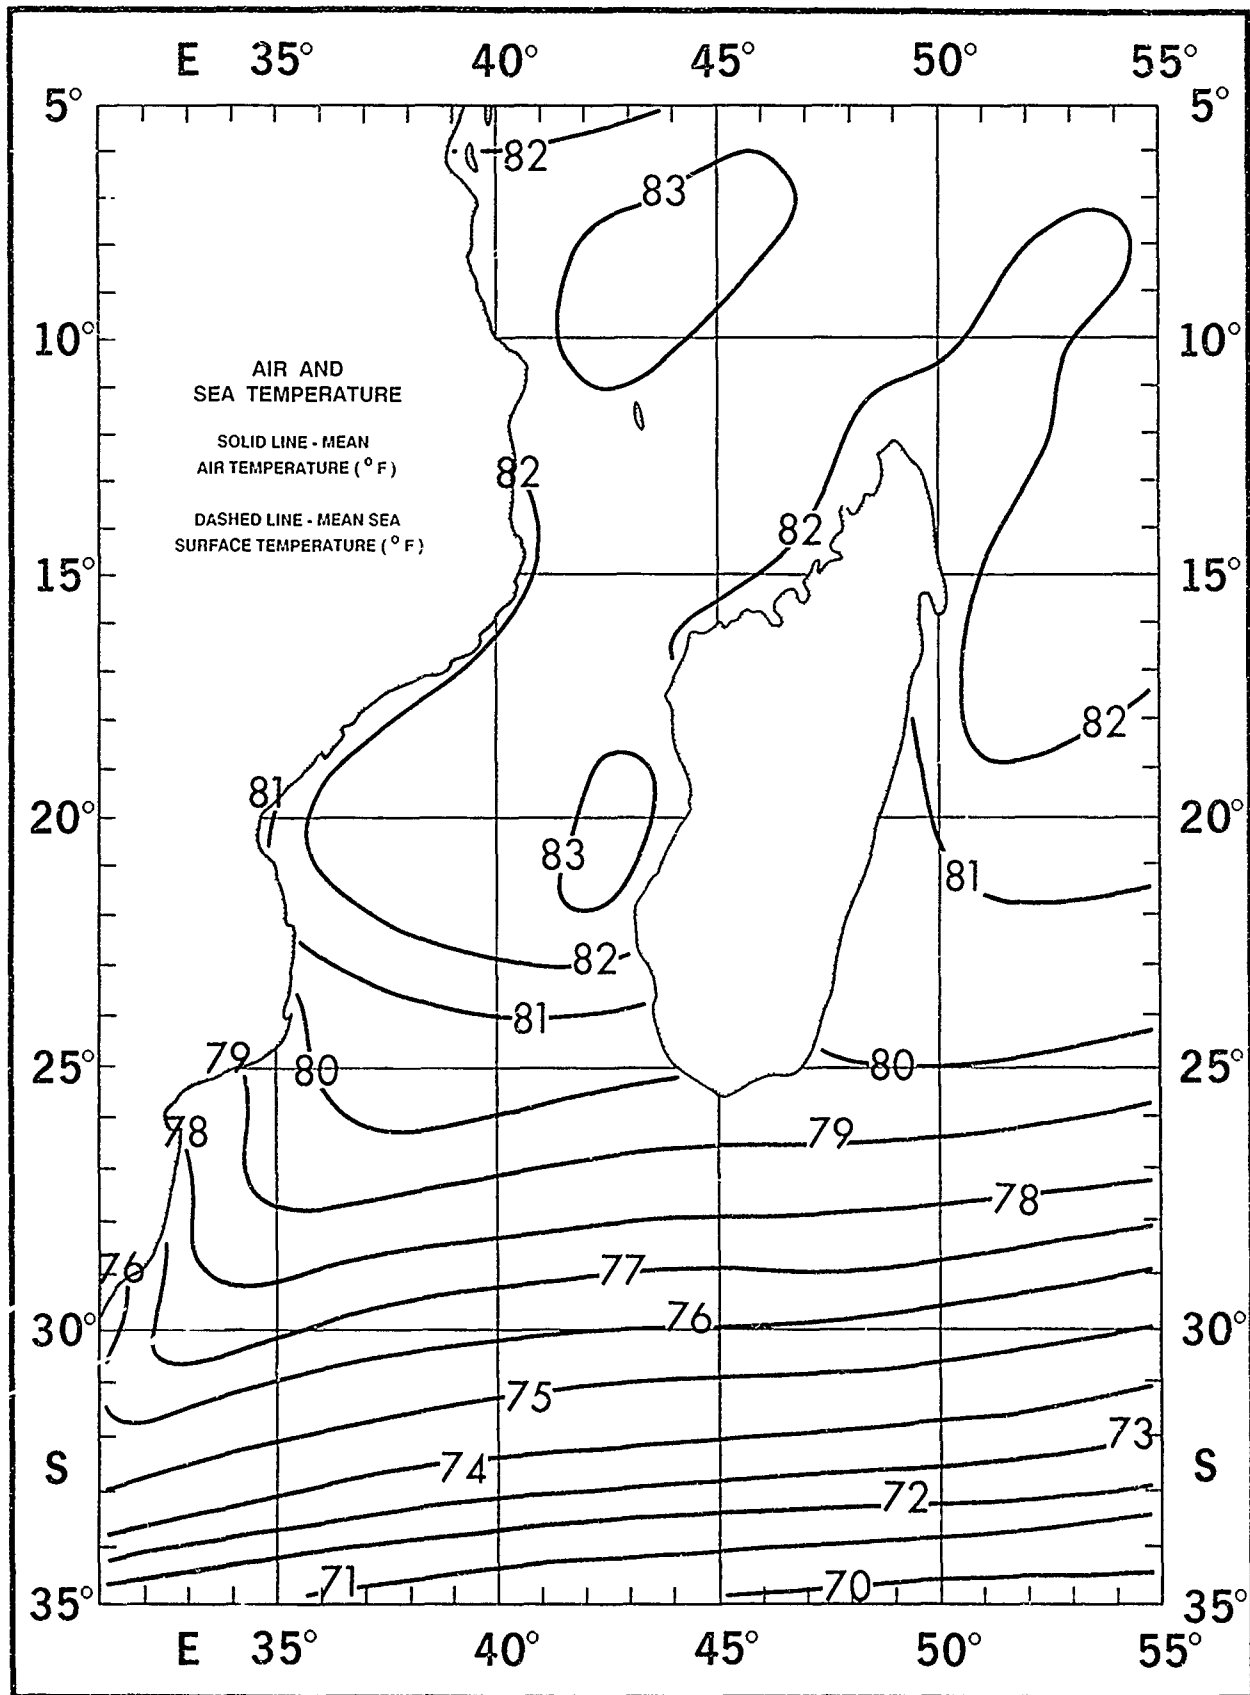 E 35° 40° 45° 50° 55°
5° 5°
82
83
10° 10°
AIR AND
SEA TEMPERATURE
SOLID LINE - MEAN
AIR TEMPERATURE (°F)
82
DASHED LINE - MEAN SEA
SURFACE TEMPERATURE (°F)
82
15° 15°
82
81
20° 20°
83
81
82
81
79 80 80
25° 25°
78 79
78
76 77
76
30° 30°
75
73
S 74 S
72
71 70
35° 35°
E 35° 40° 45° 50° 55°